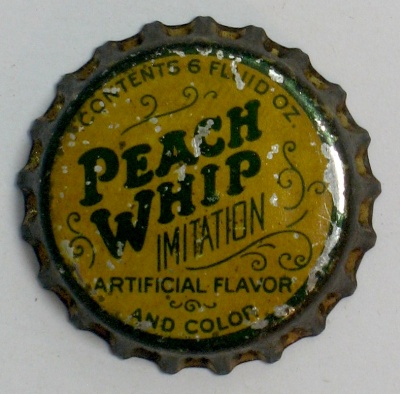 CONTENTS 6 FLUID OZ.
PEACH
WHIP
IMITATION
ARTIFICIAL FLAVOR
AND COLOR